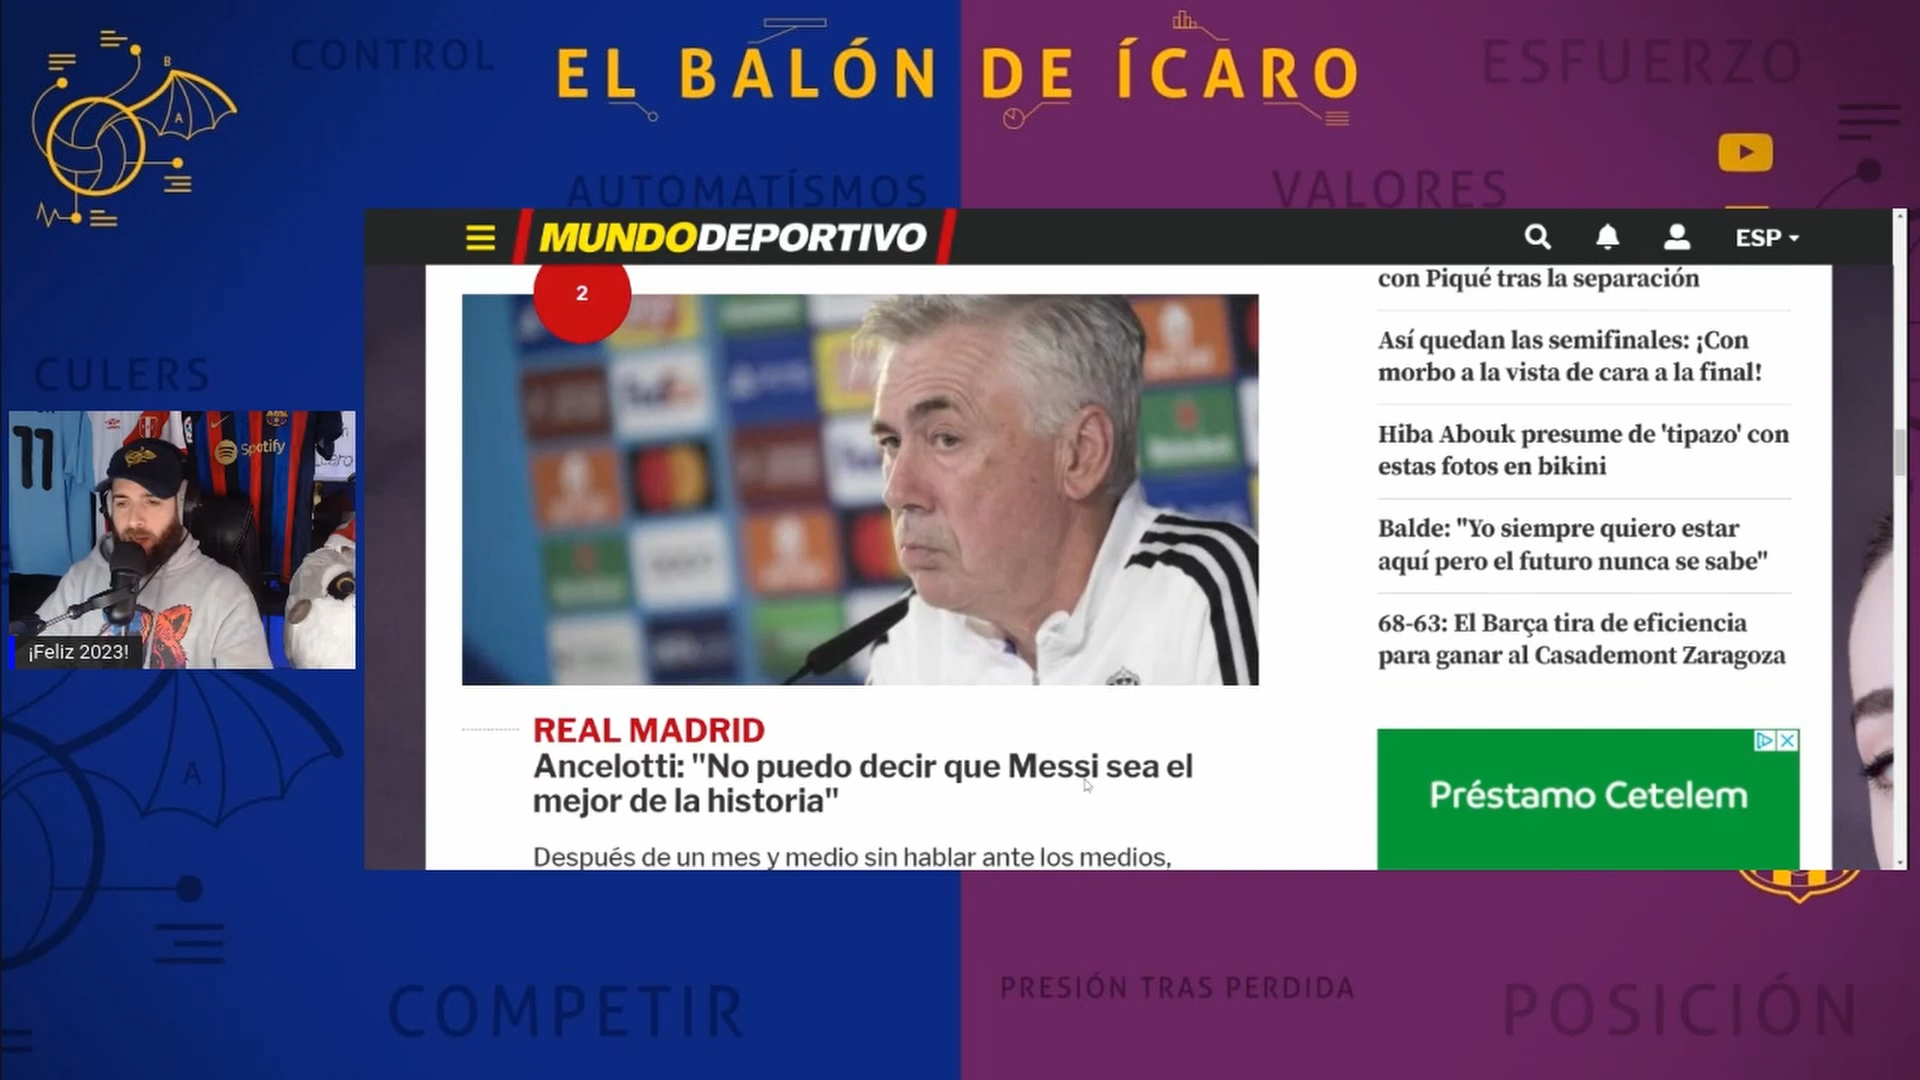 CONTROL
EL BALÓN DE ÍCARO
ESFUERZO
B
A
AUTOMATÍSMOS
VALORES
MUNDODEPORTIVO
ESP
CULERS
2
con Piqué tras la separación
Así quedan las semifinales: ¡Con
morbo a la vista de cara a la final!
Hiba Abouk presume de 'tipazo' con
estas fotos en bikini
Balde: "Yo siempre quiero estar
aquí pero el futuro nunca se sabe"
68-63: El Barça tira de eficiencia
para ganar al Casademont Zaragoza
11
Spotify
¡Feliz 2023!
FedEx
REAL MADRID
Ancelotti: "No puedo decir que Messi sea el
mejor de la historia"
Después de un mes y medio sin hablar ante los medios,
Préstamo Cetelem
A
COMPETIR
PRESIÓN TRAS PERDIDA
POSICIÓN